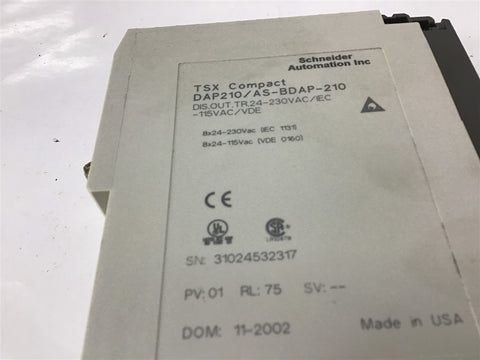 Schneider
Automation Inc
TSX Compact
DAP210/AS-BDAP-210
DIS,OUT,TR,24-230VAC/IEC
-115VAC/VDE
8x24-230Vac (IEC 1131)
8x24-115Vac (VDE 0160)
CE
UL
SN: 31024532317
PV: 01 RL: 75 SV: --
DOM: 11-2002 Made in USA